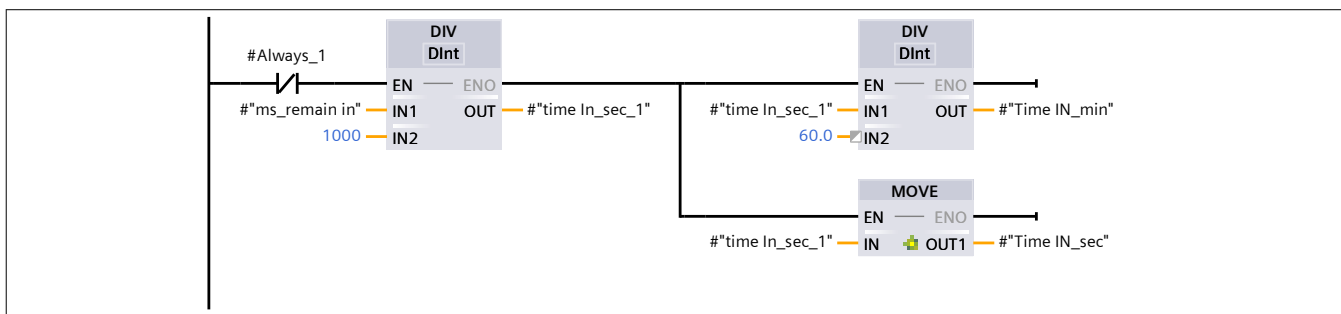 DIV
DInt
DIV
DInt
#Always_1
EN ENO
EN ENO
#"ms_remain in" IN1 OUT #"time In_sec_1"
#"time In_sec_1" IN1 OUT #"Time IN_min"
1000 IN2
60.0 IN2
MOVE
EN ENO
#"time In_sec_1" IN OUT1 #"Time IN_sec"